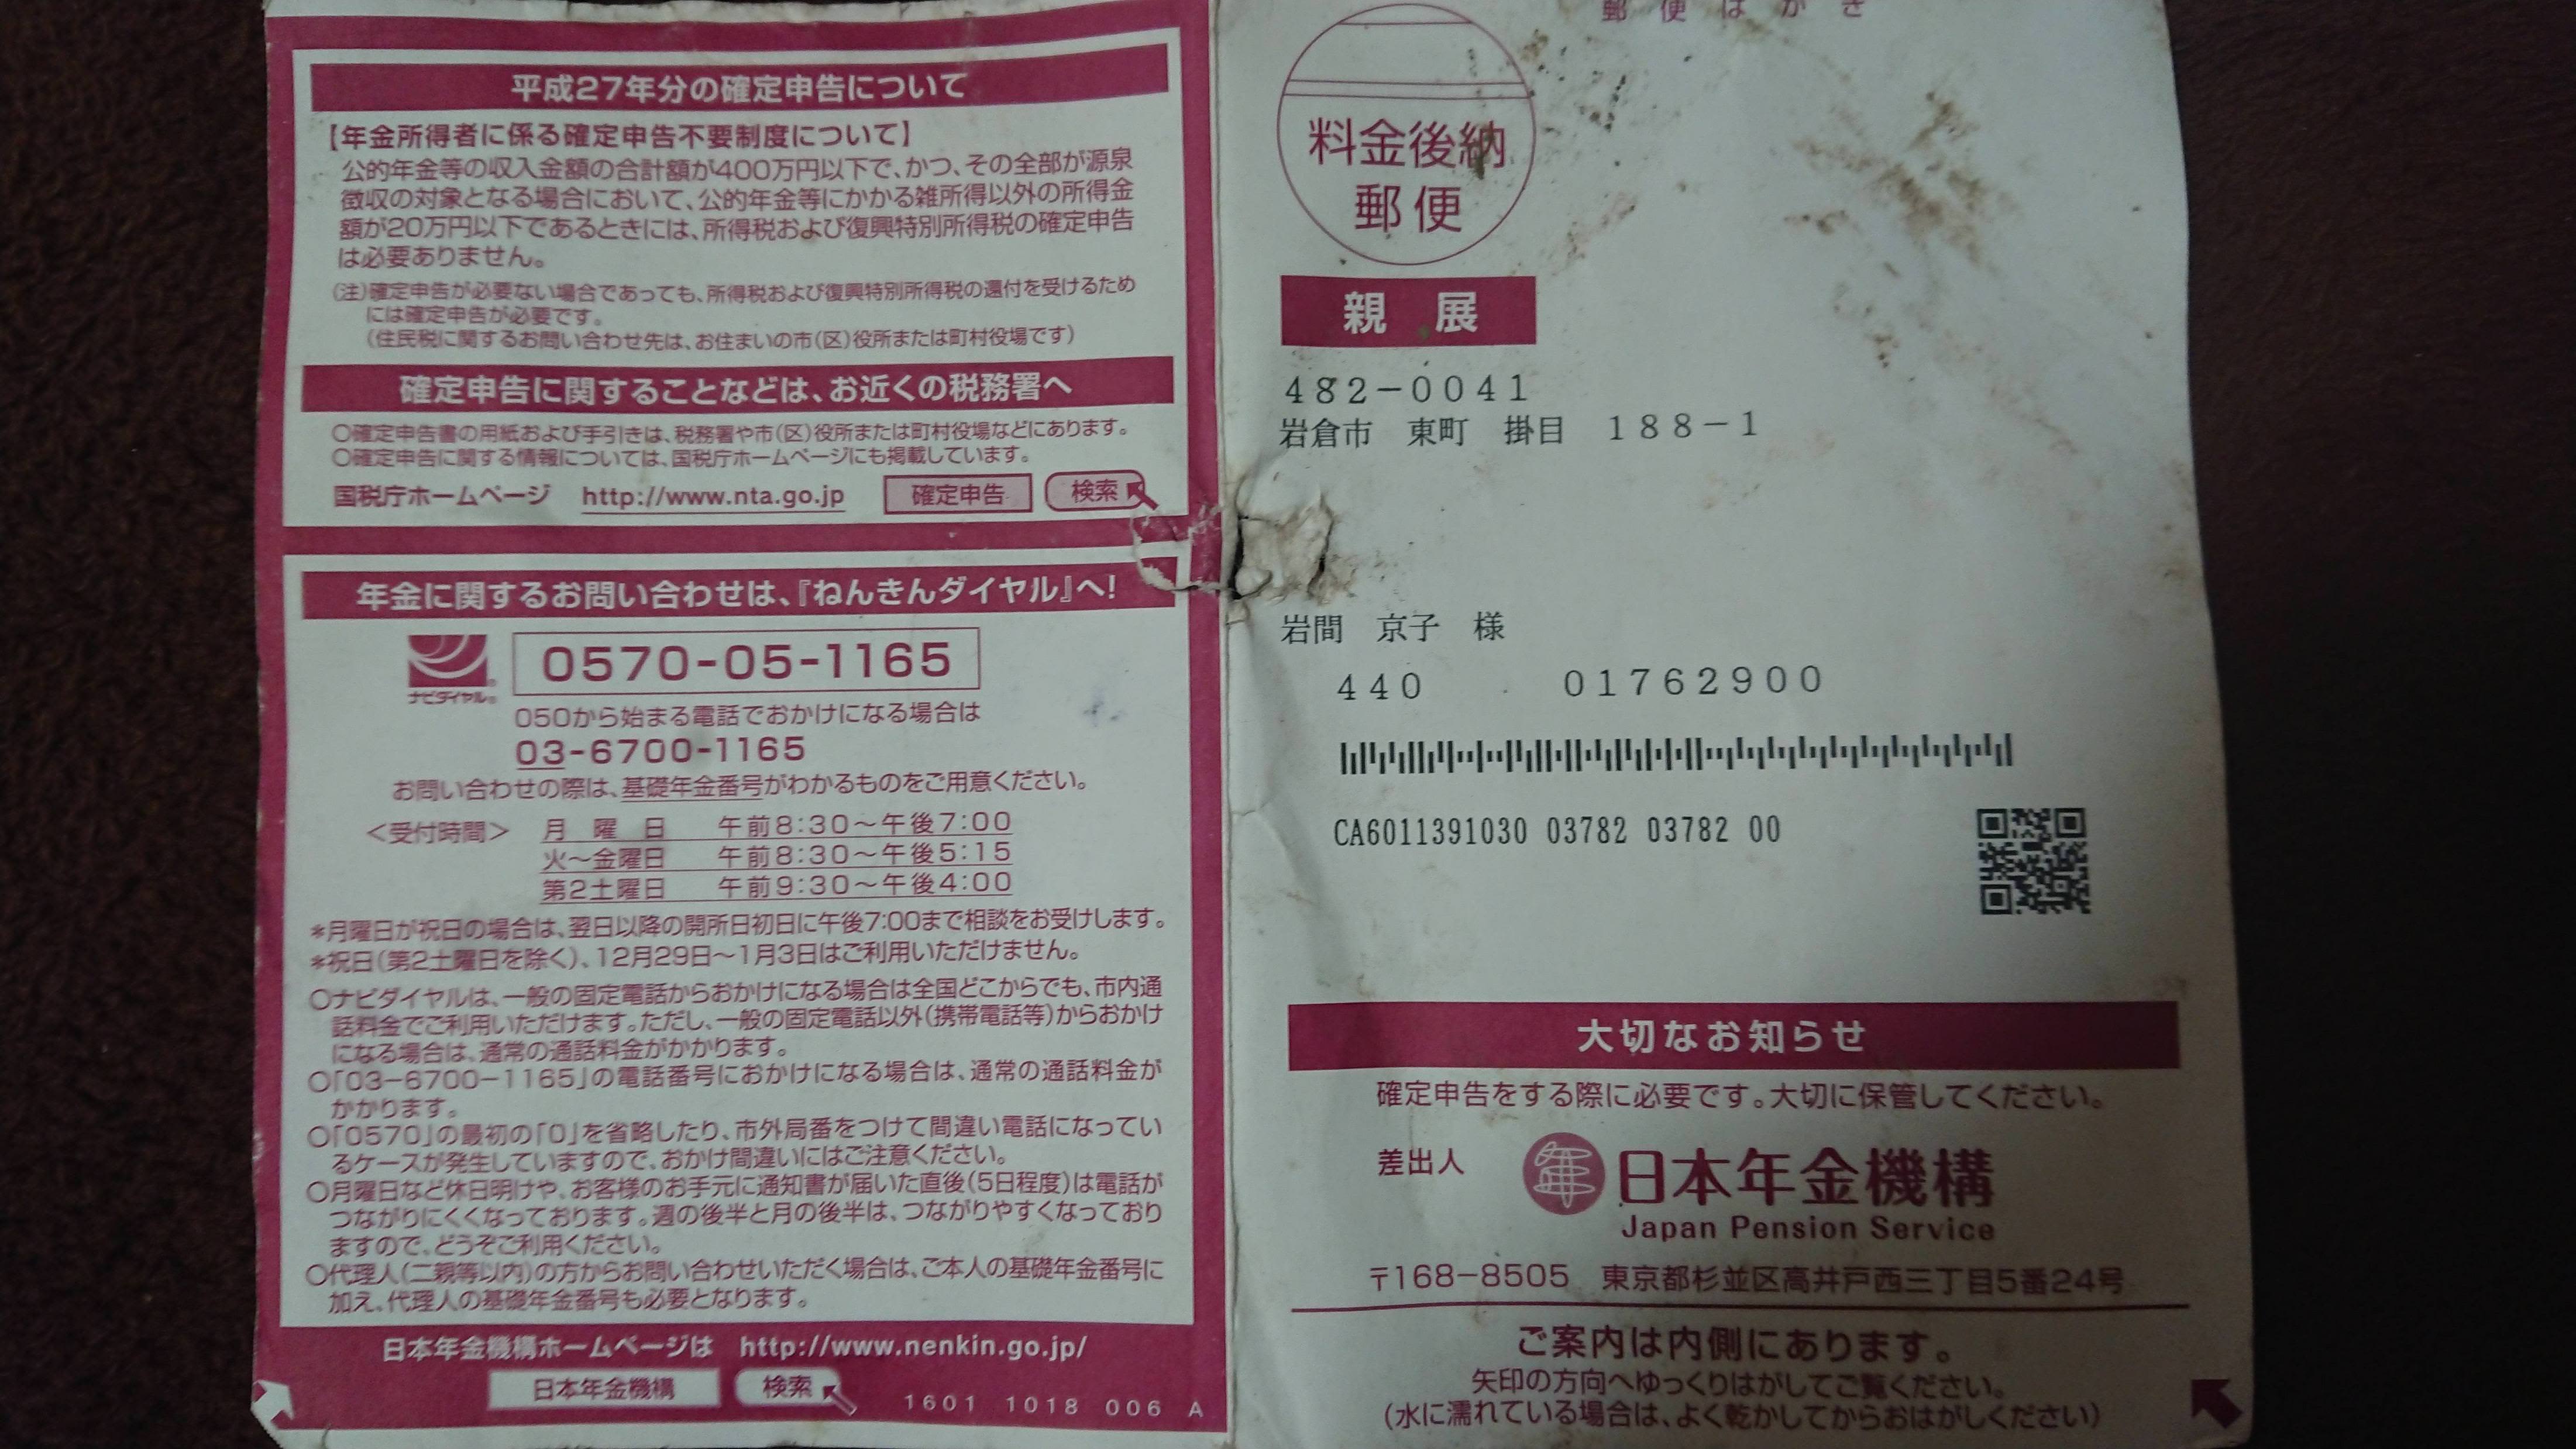 平成27年分の確定申告について
【年金所得者に係る確定申告不要制度について】
公的年金等の収入金額の合計額が400万円以下で、かつ、その全部が源泉
徴収の対象となる場合において、公的年金等にかかる雑所得以外の所得金
額が20万円以下であるときには、所得税および復興特別所得税の確定申告
は必要ありません。
(注)確定申告が必要ない場合であっても、所得税および復興特別所得税の還付を受けるため
には確定申告が必要です。
(住民税に関するお問い合わせ先は、お住まいの市(区)役所または町村役場です)
確定申告に関することなどは、お近くの税務署へ
○確定申告書の用紙および手引きは、税務署や市(区)役所または町村役場などにあります。
○確定申告に関する情報については、国税庁ホームページにも掲載しています。
国税庁ホームページ http://www.nta.go.jp 確定申告 検索
年金に関するお問い合わせは、『ねんきんダイヤル』へ!
ナビダイヤル®
0570-05-1165
050から始まる電話でおかけになる場合は
03-6700-1165
お問い合わせの際は、基礎年金番号がわかるものをご用意ください。
<受付時間> 月曜日 午前8:30~午後7:00
火~金曜日 午前8:30~午後5:15
第2土曜日 午前9:30~午後4:00
*月曜日が祝日の場合は、翌日以降の開所日初日に午後7:00まで相談をお受けします。
*祝日(第2土曜日を除く)、12月29日~1月3日はご利用いただけません。
○ナビダイヤルは、一般の固定電話からおかけになる場合は全国どこからでも、市内通
話料金でご利用いただけます。ただし、一般の固定電話以外(携帯電話等)からおかけ
になる場合は、通常の通話料金がかかります。
○「03-6700-1165」の電話番号におかけになる場合は、通常の通話料金が
かかります。
○「0570」の最初の「0」を省略したり、市外局番をつけて間違い電話になってい
るケースが発生していますので、おかけ間違いにはご注意ください。
○月曜日など休日明けや、お客様のお手元に通知書が届いた直後(5日程度)は電話が
つながりにくくなっております。週の後半と月の後半は、つながりやすくなっており
ますので、どうぞご利用ください。
○代理人(二親等以内)の方からお問い合わせいただく場合は、ご本人の基礎年金番号に
加え、代理人の基礎年金番号も必要となります。
日本年金機構ホームページは http://www.nenkin.go.jp/
日本年金機構 検索
1601 1018 006 A
郵便はがき
料金後納
郵便
親展
482-0041
岩倉市 東町 掛目 188-1
岩間 京子 様
440 01762900
CA6011391030 03782 03782 00
大切なお知らせ
確定申告をする際に必要です。大切に保管してください。
差出人 日本年金機構
Japan Pension Service
〒168-8505 東京都杉並区高井戸西三丁目5番24号
ご案内は内側にあります。
矢印の方向へゆっくりはがしてご覧ください。
(水に濡れている場合は、よく乾かしてからおはがしください)